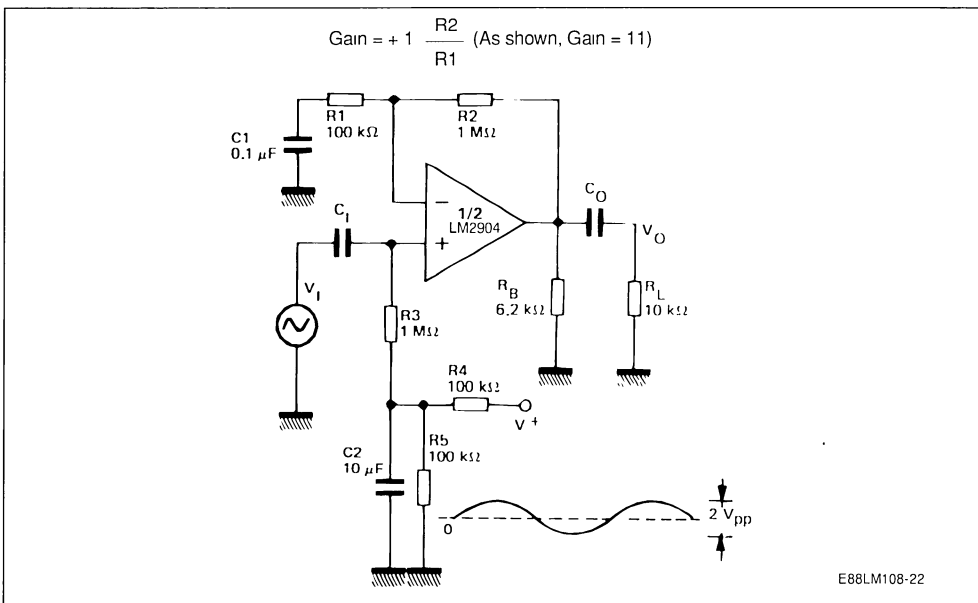 Gain = + 1 R2/R1 (As shown, Gain = 11)
R1
100 kΩ
R2
1 MΩ
C1
0.1 μF
C_I
C_O
1/2
LM2904
−
+
V_O
V_I
R_B
6.2 kΩ
R_L
10 kΩ
R3
1 MΩ
R4
100 kΩ
V +
C2
10 μF
R5
100 kΩ
0
2 V_pp
E88LM108-22